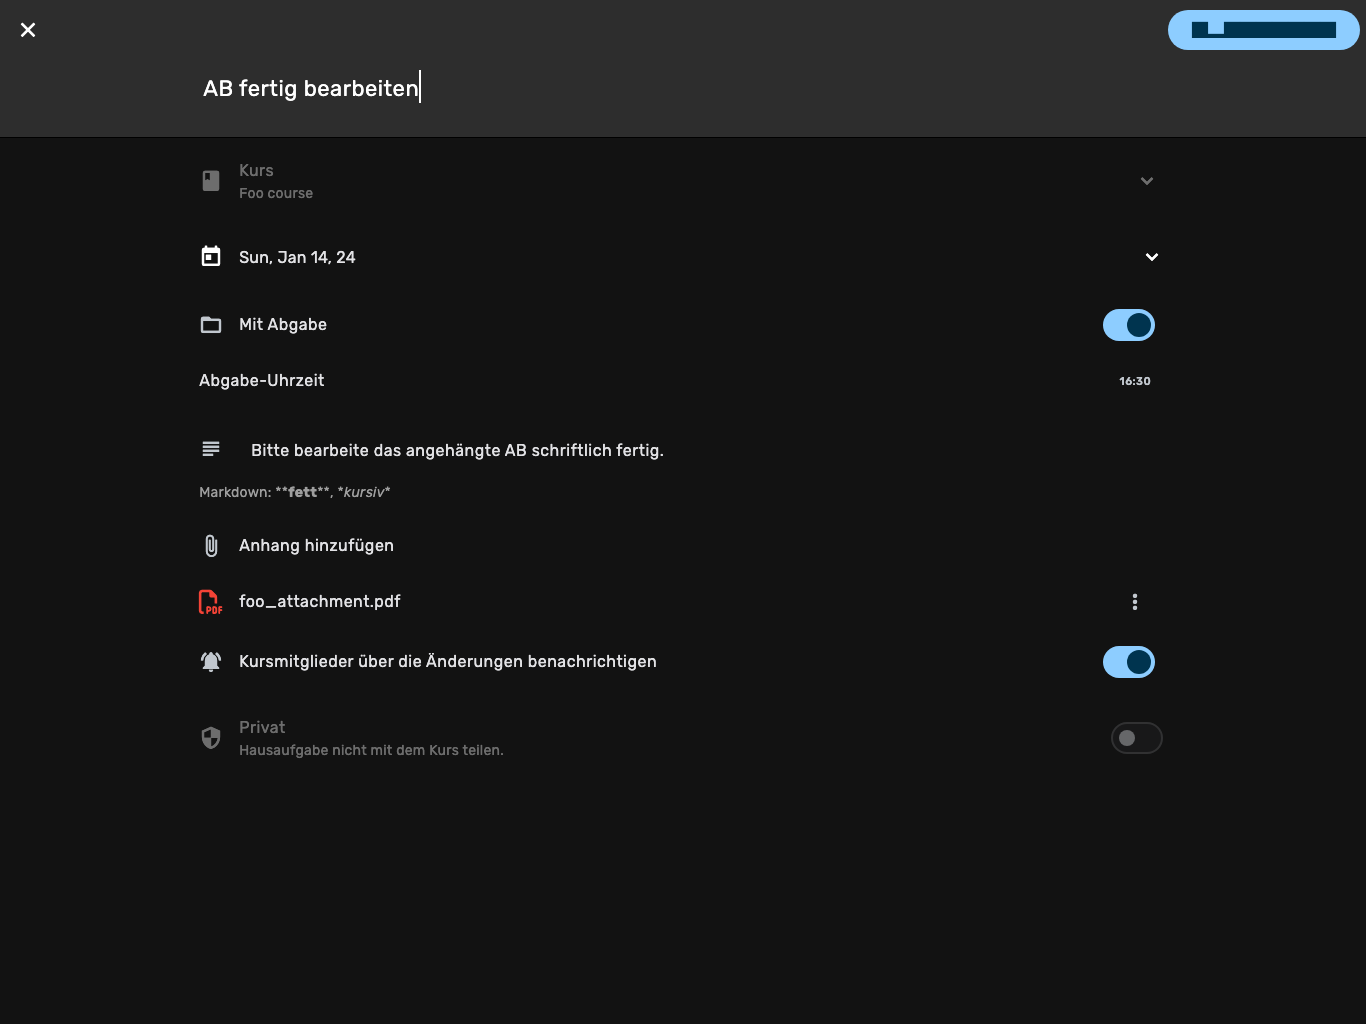 AB fertig bearbeiten
Kurs
Foo course
Sun, Jan 14, 24
Mit Abgabe
Abgabe-Uhrzeit
16:30
Bitte bearbeite das angehängte AB schriftlich fertig.
Markdown: **fett**, *kursiv*
Anhang hinzufügen
PDF
foo_attachment.pdf
Kursmitglieder über die Änderungen benachrichtigen
Privat
Hausaufgabe nicht mit dem Kurs teilen.